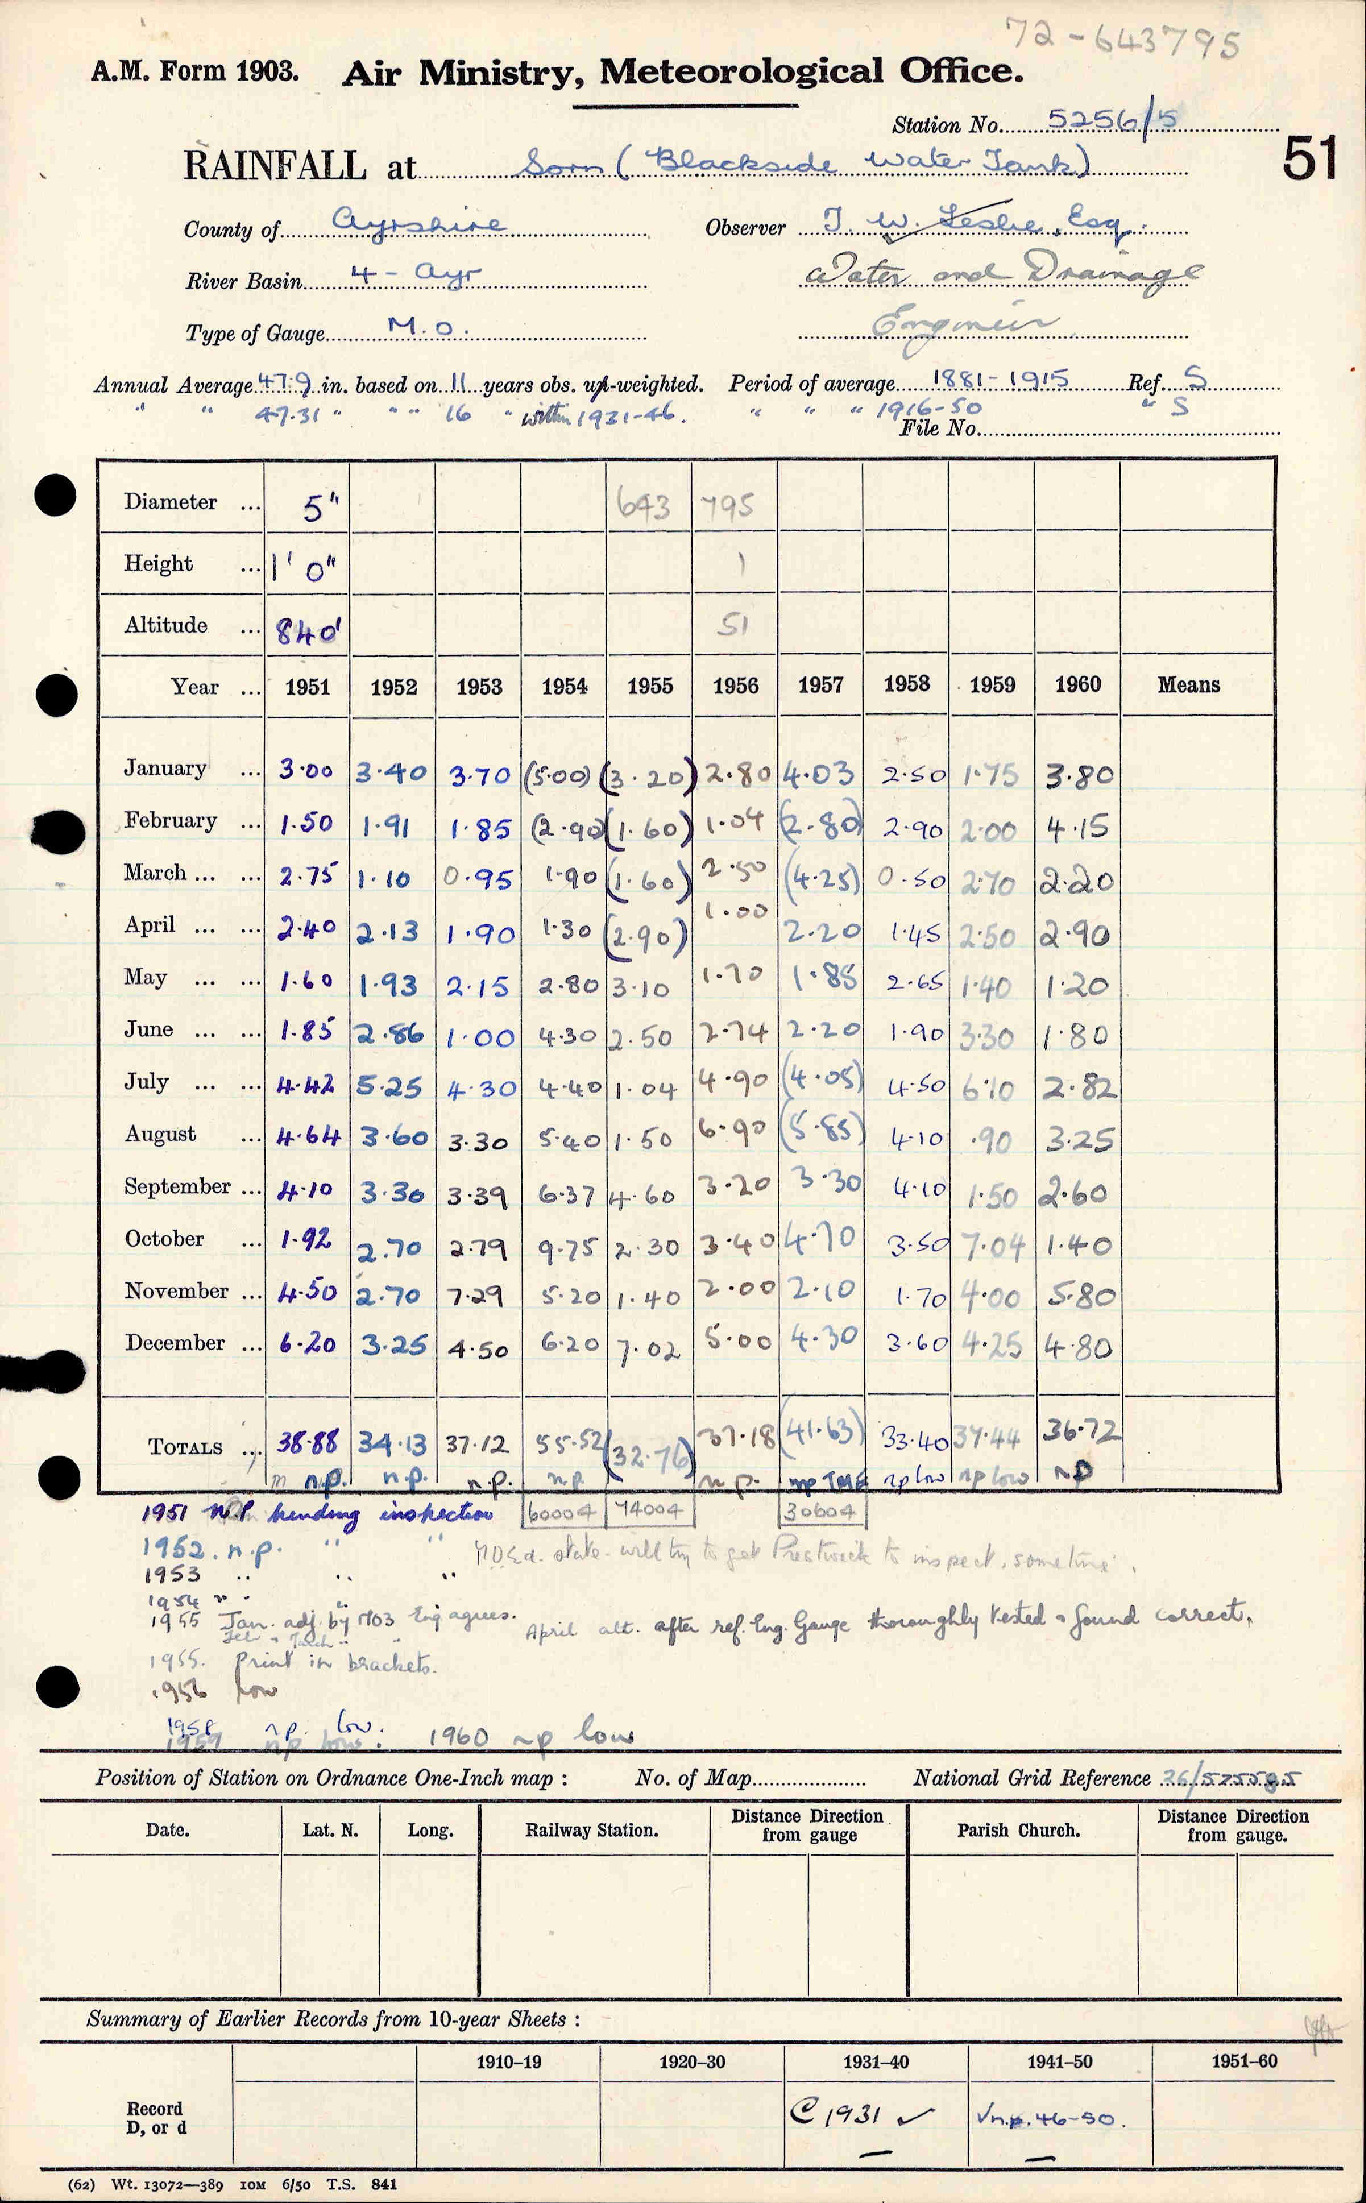 72-643795
A.M. Form 1903. Air Ministry, Meteorological Office.
Station No. 5256/5
RAINFALL at Sorn (Blackside Water Tank)
51
County of Ayrshire Observer T. W. Leslie, Esq.
River Basin 4 - Ayr Water and Drainage
Type of Gauge M.O. Engineer
Annual Average 47.9 in. based on 11 years obs. up-weighted. Period of average 1881-1915 Ref. S
" " 47.31 " " " 16 " within 1931-46. " " " 1916-50 " S
File No.
Diameter ... 5" 643 795
Height ... 1' 0" 1
Altitude ... 840' 51
Year ... 1951 1952 1953 1954 1955 1956 1957 1958 1959 1960 Means
January ... 3.00 3.40 3.70 (5.00) (3.20) 2.80 4.03 2.50 1.75 3.80
February ... 1.50 1.91 1.85 (2.90) (1.60) 1.04 (2.80) 2.90 2.00 4.15
March ... ... 2.75 1.10 0.95 1.90 (1.60) 2.50 (4.25) 0.50 2.70 2.20
April ... ... 2.40 2.13 1.90 1.30 (2.90) 1.00 2.20 1.45 2.50 2.90
May ... ... 1.60 1.93 2.15 2.80 3.10 1.70 1.85 2.65 1.40 1.20
June ... ... 1.85 2.86 1.00 4.30 2.50 2.74 2.20 1.90 3.30 1.80
July ... ... 4.42 5.25 4.30 4.40 1.04 4.90 (4.05) 4.50 6.10 2.82
August ... 4.64 3.60 3.30 5.40 1.50 6.90 (5.85) 4.10 .90 3.25
September ... 4.10 3.30 3.39 6.37 4.60 3.20 3.30 4.10 1.50 2.60
October ... 1.92 2.70 2.79 9.75 2.30 3.40 4.70 3.50 7.04 1.40
November ... 4.50 2.70 7.29 5.20 1.40 2.00 2.10 1.70 4.00 5.80
December ... 6.20 3.25 4.50 6.20 7.02 5.00 4.30 3.60 4.25 4.80
TOTALS ... 38.88 34.13 37.12 55.52 (32.76) 37.18 (41.63) 33.40 37.44 36.72
m n.p. n.p. n.p. n.p. n.p. np np low np low np
1951 N.P. pending inspection 60004 74004 30604
1952. n.p. " " state will try to get Prestwick to inspect, sometime.
1953 " " "
1954 " " "
1955 Jan. adj. by MO3 Eng agrees. April alt. after ref. Eng. Gauge thoroughly tested & found correct.
Feb & March " "
1955. Print in brackets.
1956 low
1958 np. low.
1959 np low. 1960 np low
Position of Station on Ordnance One-Inch map : No. of Map National Grid Reference 26/575585
Date. Lat. N. Long. Railway Station. Distance Direction from gauge Parish Church. Distance Direction from gauge.
Summary of Earlier Records from 10-year Sheets :
1910–19 1920–30 1931–40 1941–50 1951–60
Record D, or d C 1931 ✓ √n.p. 46-50.
(62) Wt. 13072—389 10M 6/50 T.S. 841